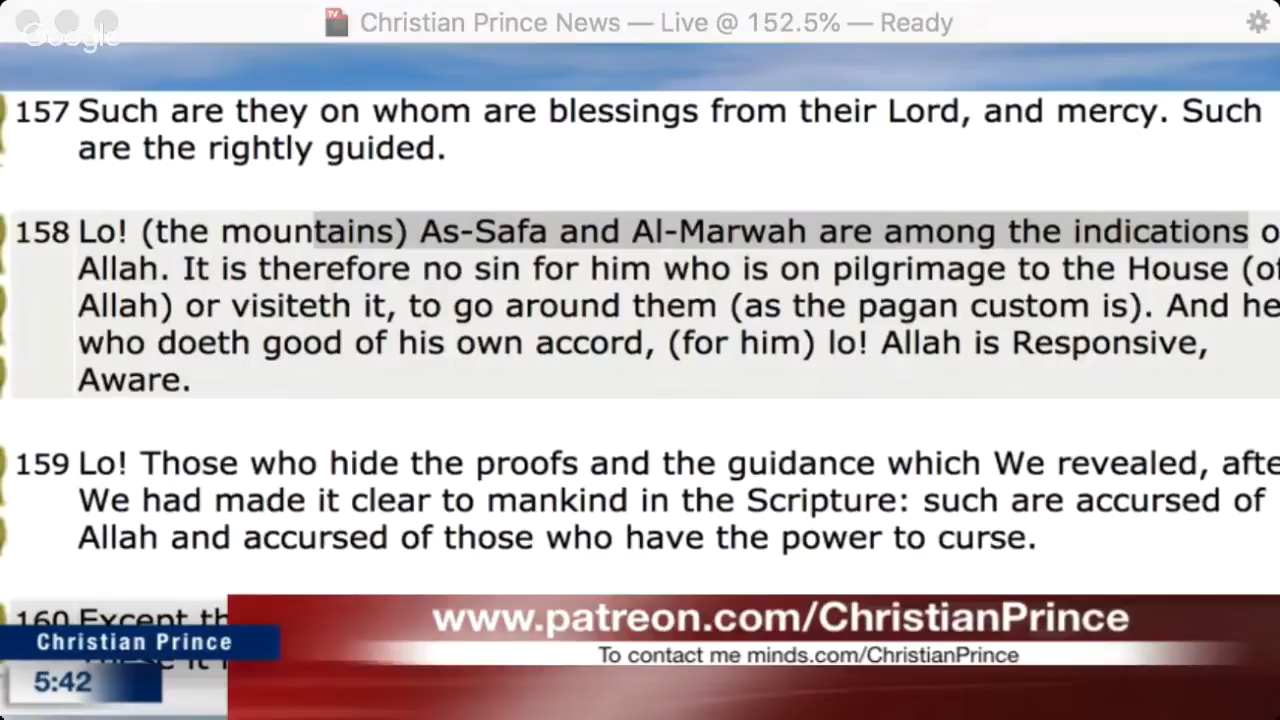 Christian Prince News — Live @ 152.5% — Ready
Google
157 Such are they on whom are blessings from their Lord, and mercy. Such
are the rightly guided.
158 Lo! (the mountains) As-Safa and Al-Marwah are among the indications o
Allah. It is therefore no sin for him who is on pilgrimage to the House (of
Allah) or visiteth it, to go around them (as the pagan custom is). And he
who doeth good of his own accord, (for him) lo! Allah is Responsive,
Aware.
159 Lo! Those who hide the proofs and the guidance which We revealed, afte
We had made it clear to mankind in the Scripture: such are accursed of
Allah and accursed of those who have the power to curse.
160 Except th
www.patreon.com/ChristianPrince
Christian Prince
To contact me minds.com/ChristianPrince
5:42